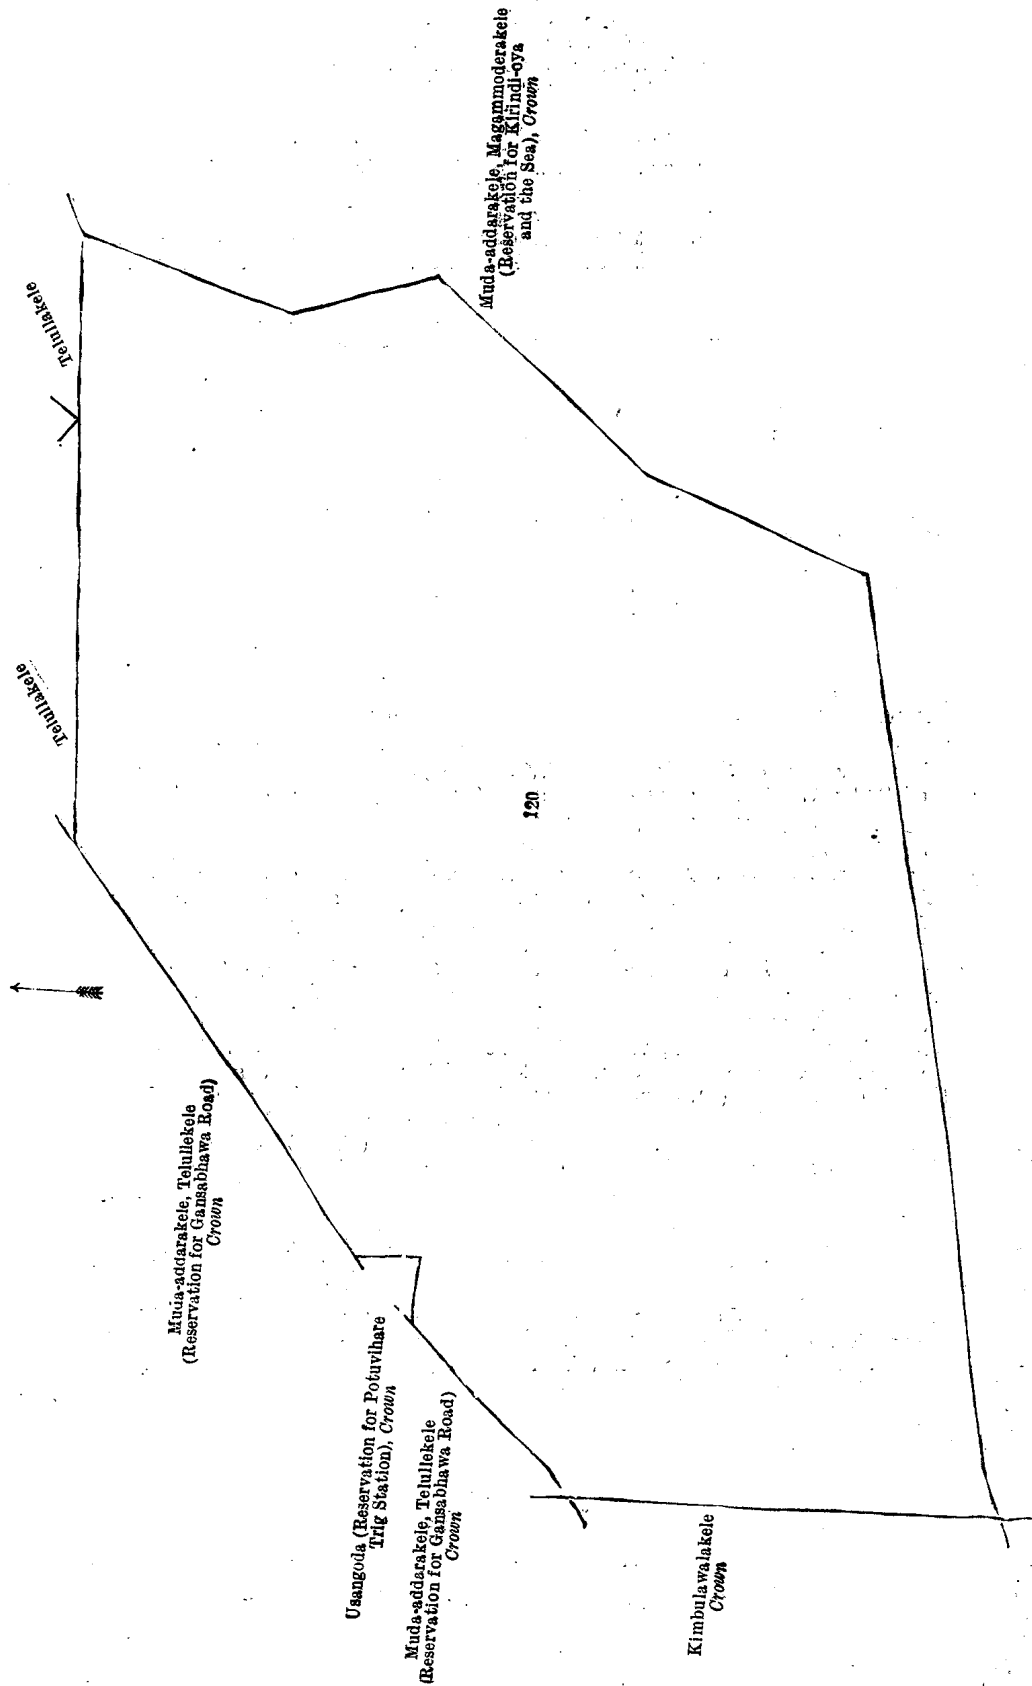 Telullakele
Telullakele
Muda-addarakele, Magammoderakele
(Reservation for Kirindi-oya
and the Sea), Crown
120
Muda-addarakele, Telullekele
(Reservation for Gansabhawa Road)
Crown
Usangoda (Reservation for Potuvihare
Trig Station), Crown
Muda-addarakele, Telullekele
(Reservation for Gansabhawa Road)
Crown
Kimbulawalakele
Crown